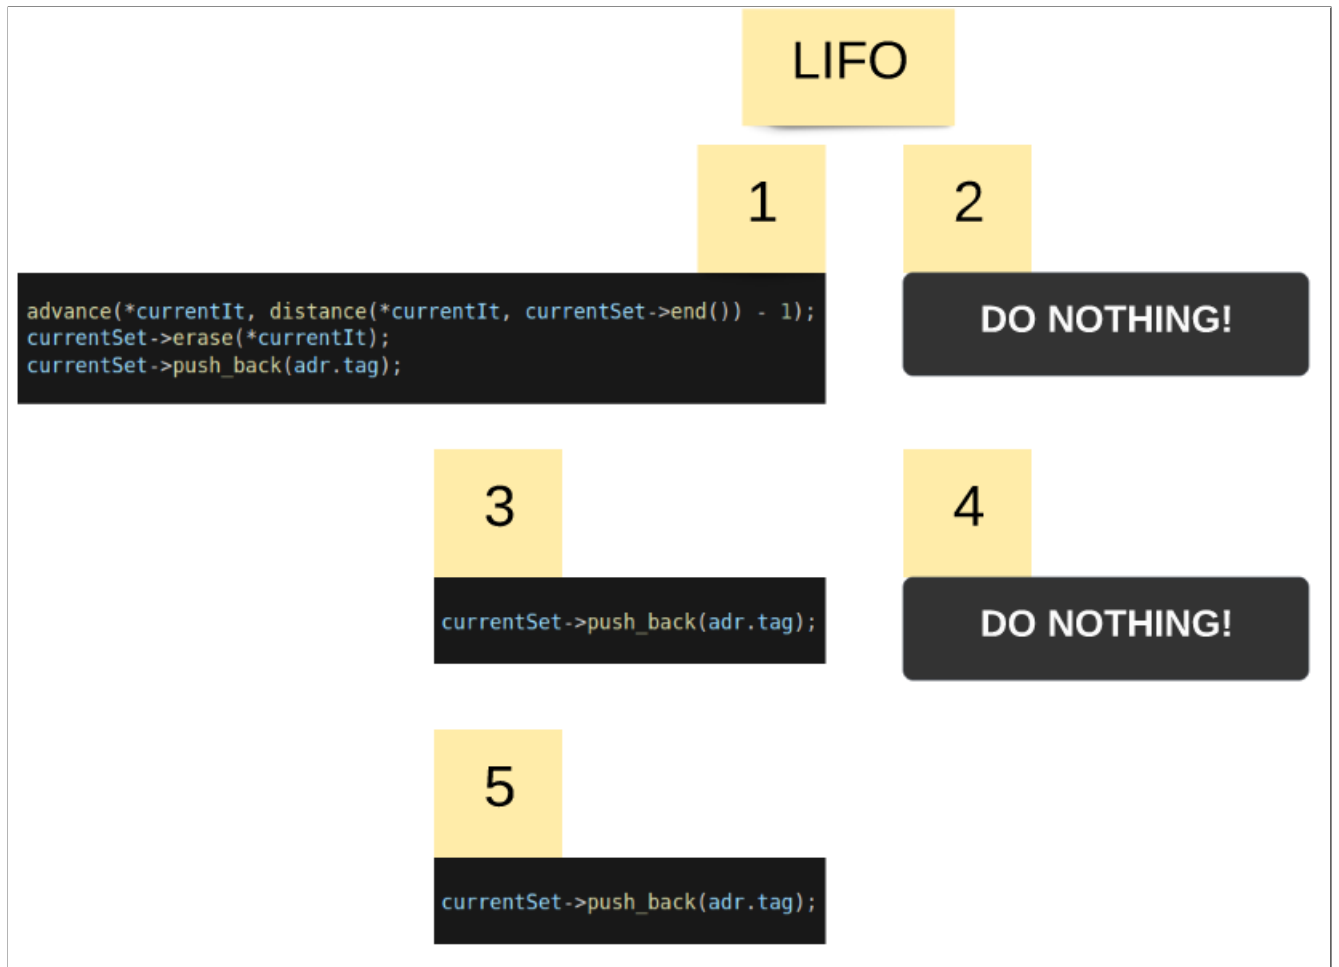 LIFO
1
2
advance(*currentIt, distance(*currentIt, currentSet->end()) - 1);
currentSet->erase(*currentIt);
currentSet->push_back(adr.tag);
DO NOTHING!
3
4
currentSet->push_back(adr.tag);
DO NOTHING!
5
currentSet->push_back(adr.tag);